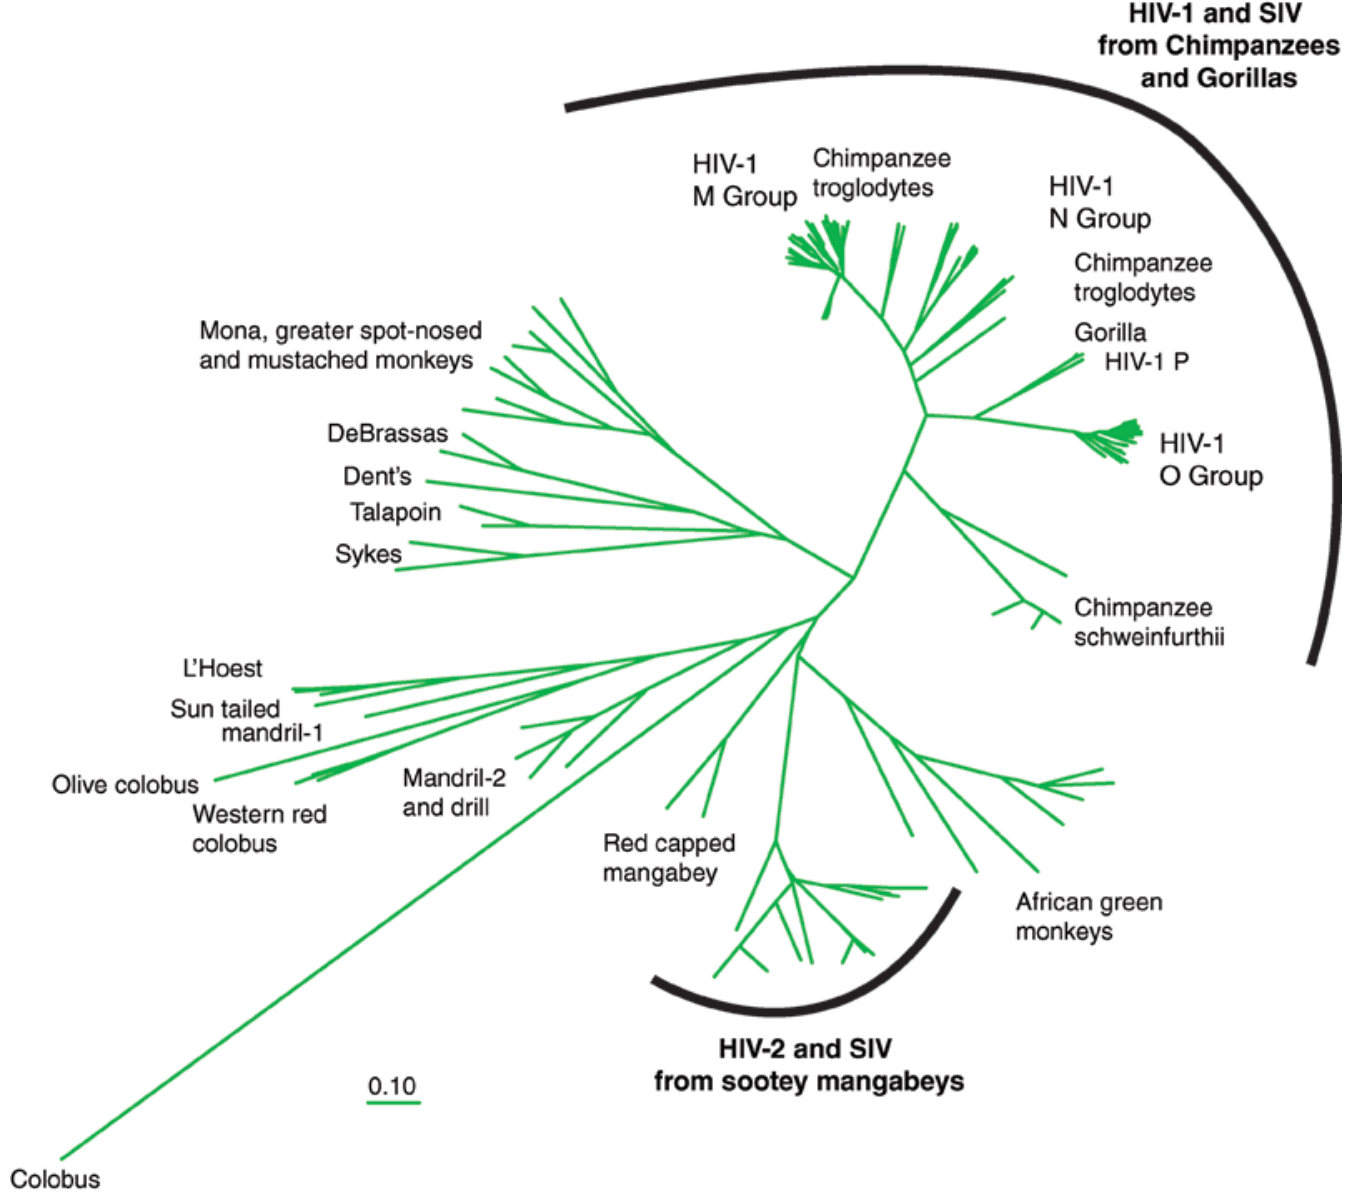 HIV-1 and SIV
from Chimpanzees
and Gorillas
HIV-1
M Group
Chimpanzee
troglodytes
HIV-1
N Group
Chimpanzee
troglodytes
Gorilla
HIV-1 P
HIV-1
O Group
Mona, greater spot-nosed
and mustached monkeys
DeBrassas
Dent's
Talapoin
Sykes
Chimpanzee
schweinfurthii
L'Hoest
Sun tailed
mandril-1
Olive colobus
Western red
colobus
Mandril-2
and drill
Red capped
mangabey
African green
monkeys
HIV-2 and SIV
from sootey mangabeys
0.10
Colobus